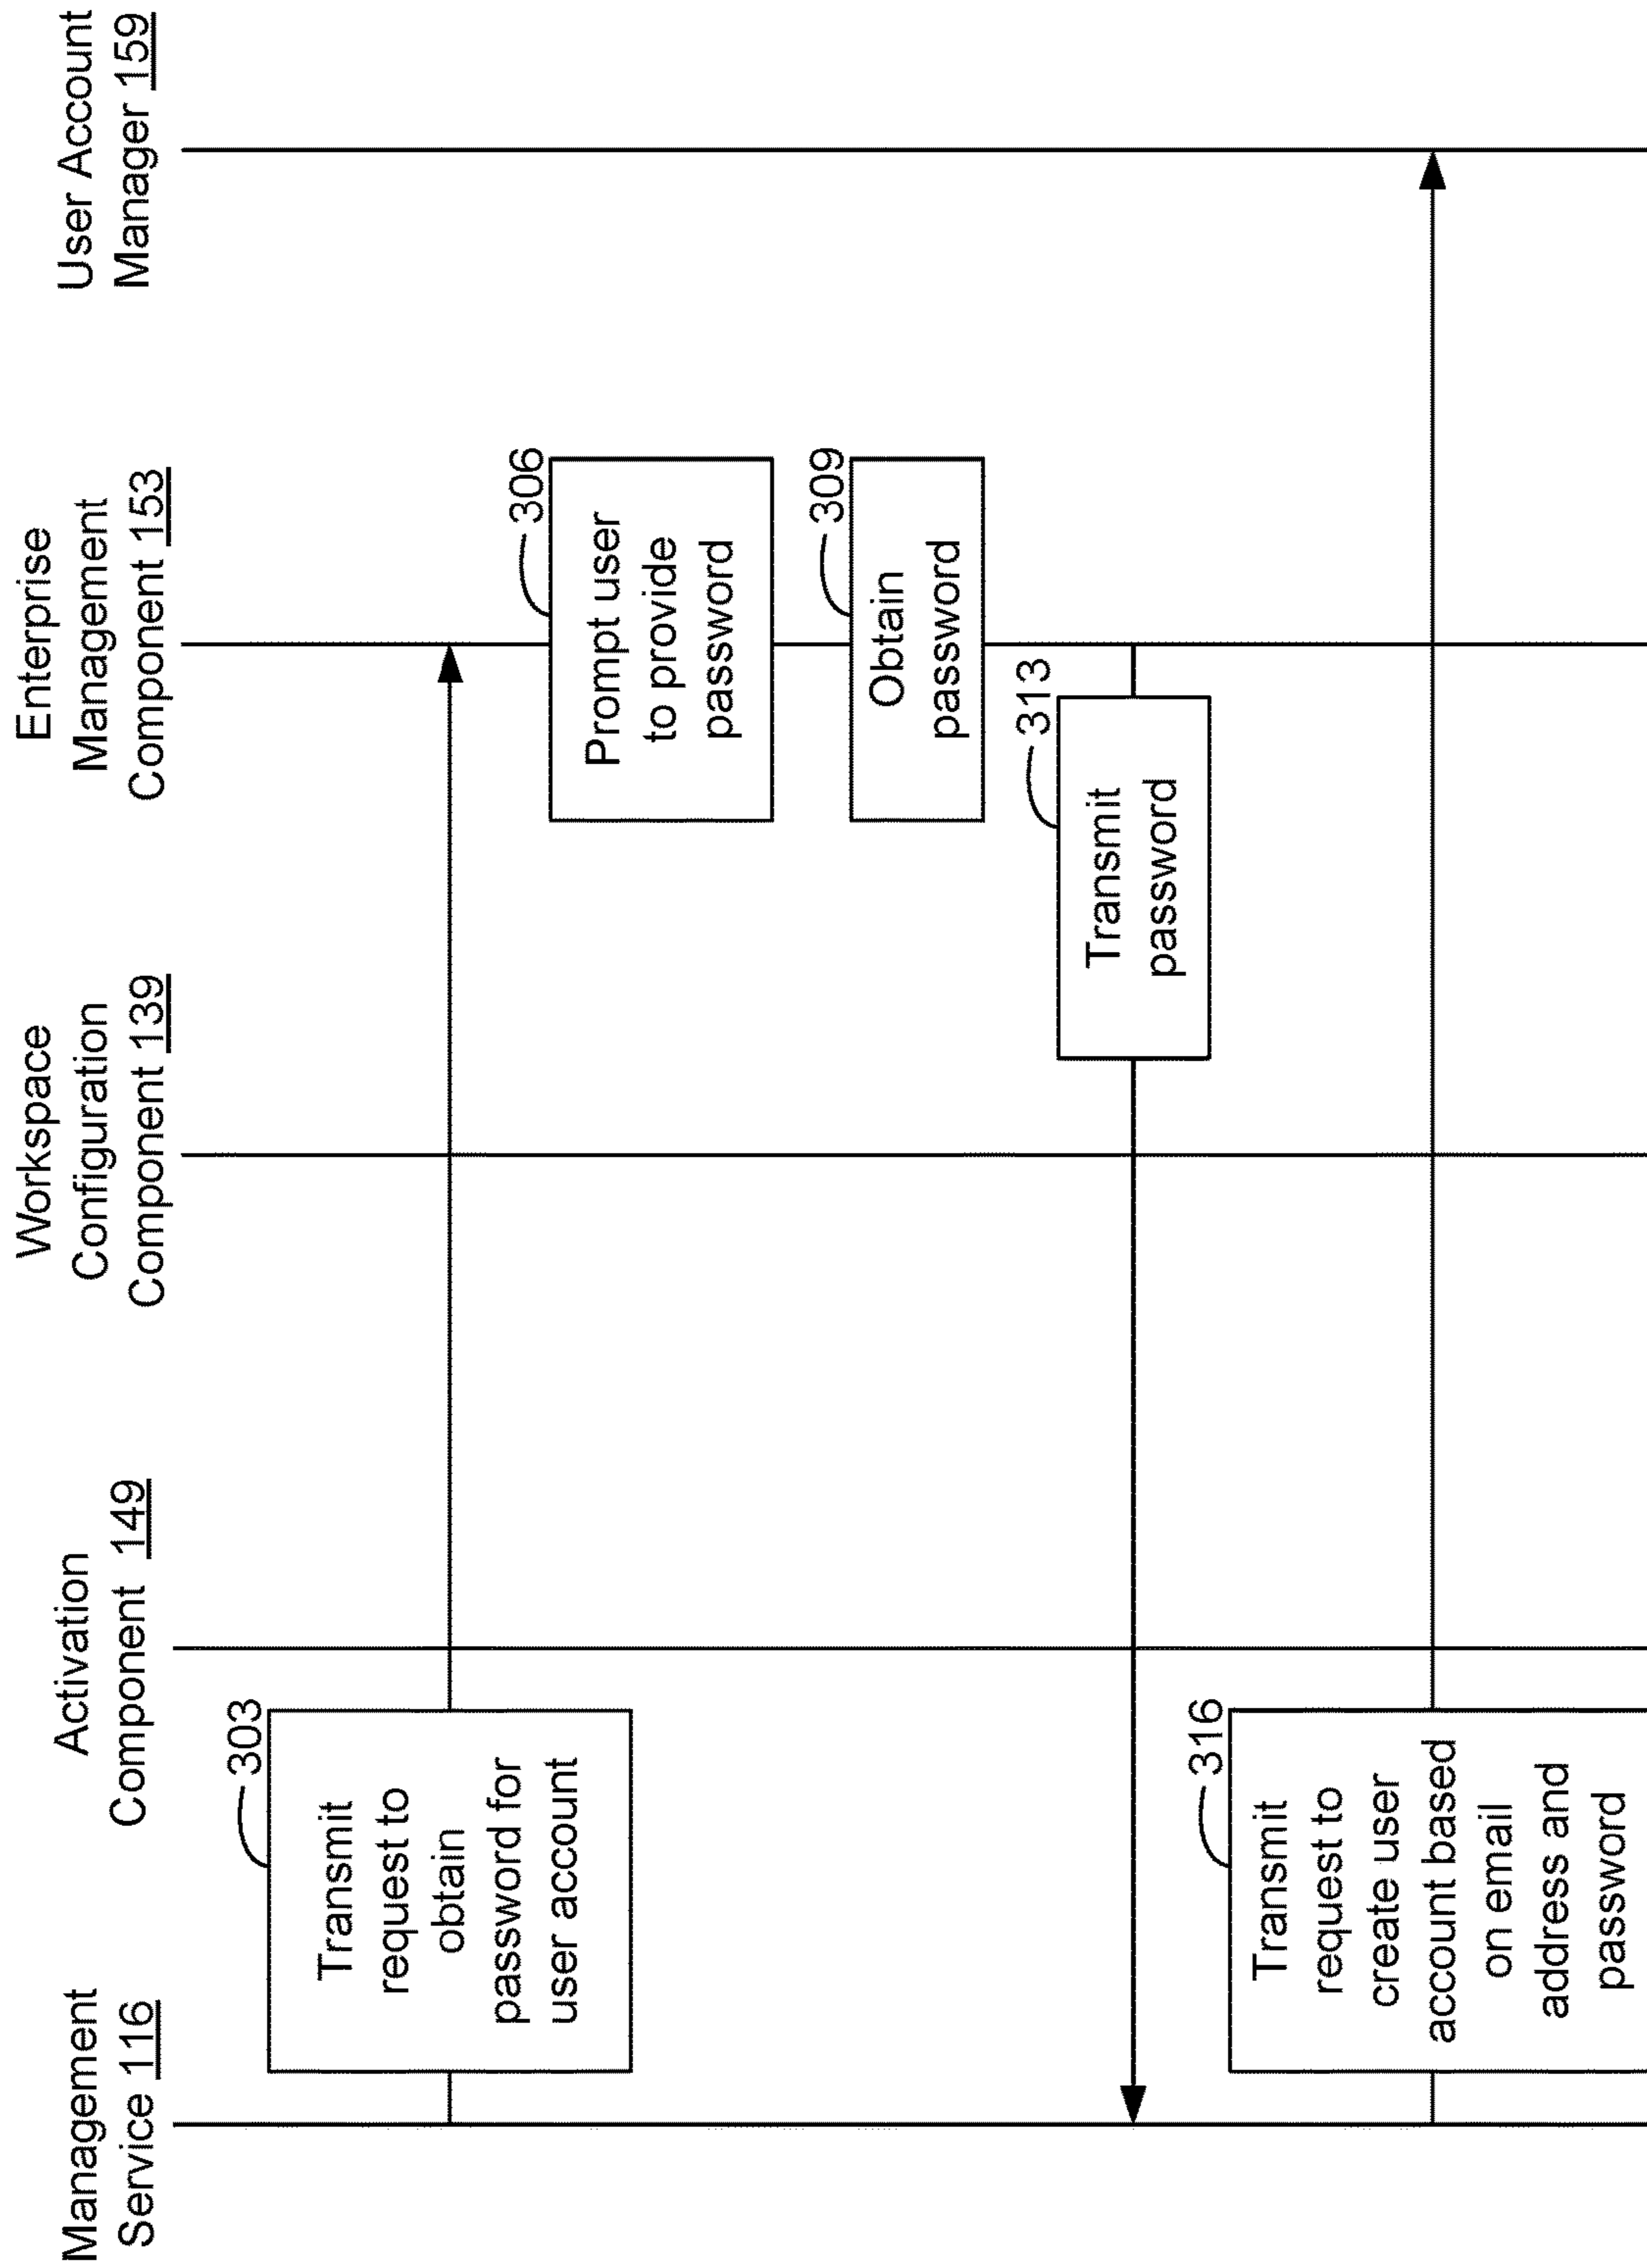 Management
Service 116
Activation
Component 149
Workspace
Configuration
Component 139
Enterprise
Management
Component 153
User Account
Manager 159
303
Transmit
request to
obtain
password for
user account
306
Prompt user
to provide
password
309
Obtain
password
313
Transmit
password
316
Transmit
request to
create user
account based
on email
address and
password